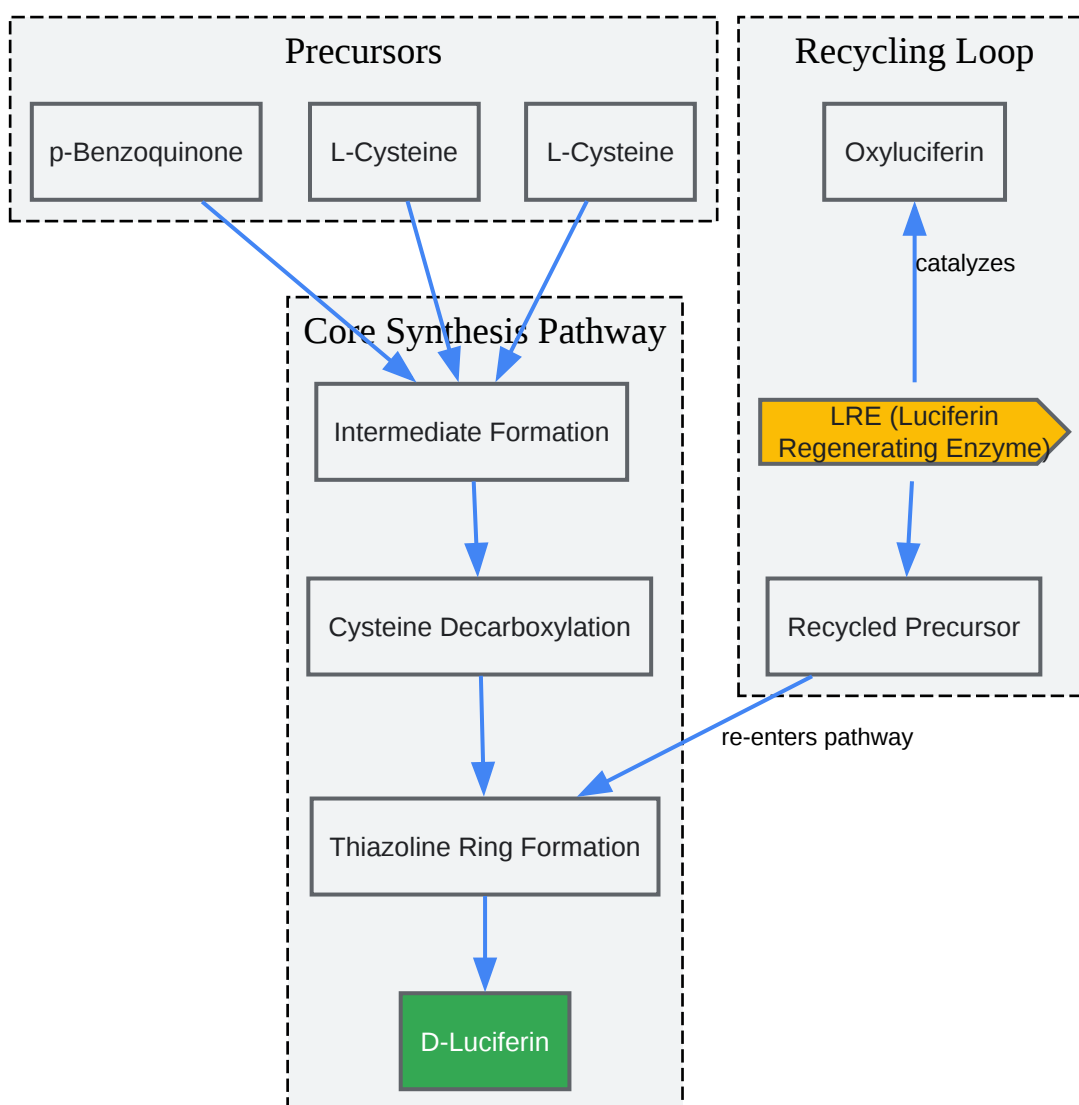 Precursors
p-Benzoquinone
L-Cysteine
L-Cysteine
Recycling Loop
Oxyluciferin
catalyzes
LRE (Luciferin
Regenerating Enzyme)
Recycled Precursor
re-enters pathway
Core Synthesis Pathway
Intermediate Formation
Cysteine Decarboxylation
Thiazoline Ring Formation
D-Luciferin